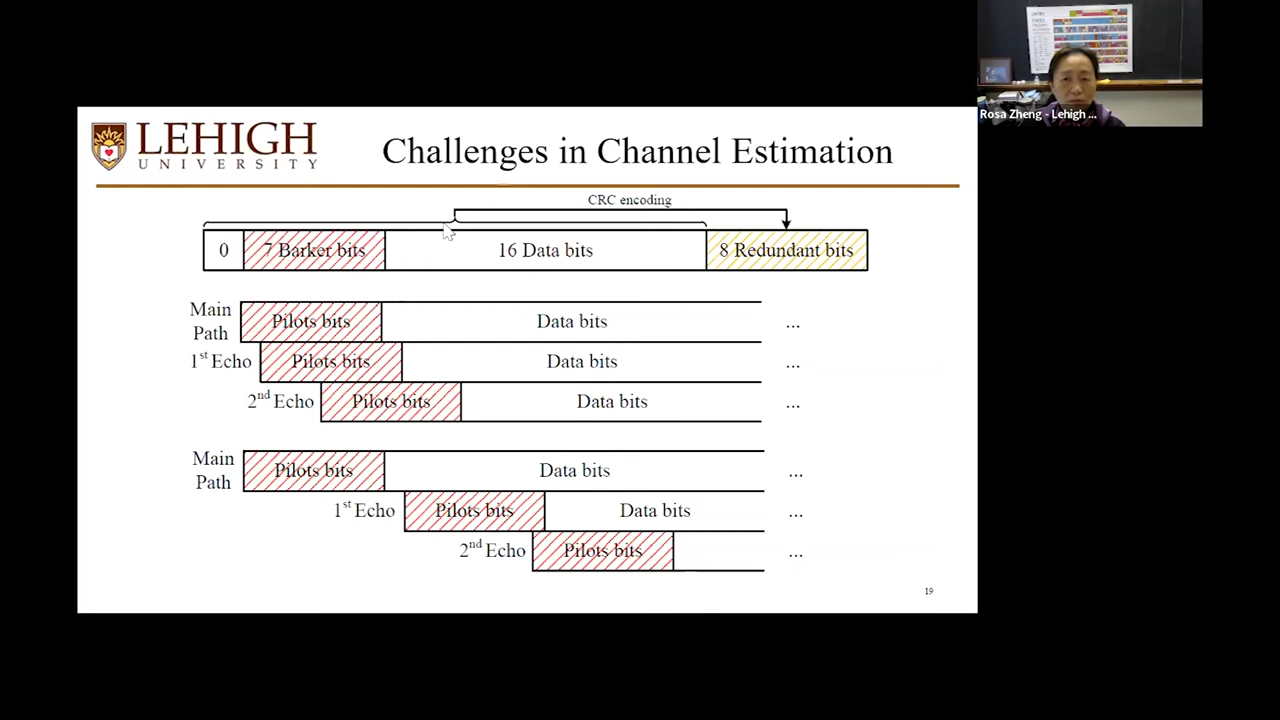 Rosa Zheng - Lehigh ...
LEHIGH
UNIVERSITY
Challenges in Channel Estimation
CRC encoding
0 7 Barker bits 16 Data bits 8 Redundant bits
Main Path Pilots bits Data bits ...
1st Echo Pilots bits Data bits ...
2nd Echo Pilots bits Data bits ...
Main Path Pilots bits Data bits ...
1st Echo Pilots bits Data bits ...
2nd Echo Pilots bits ...
19